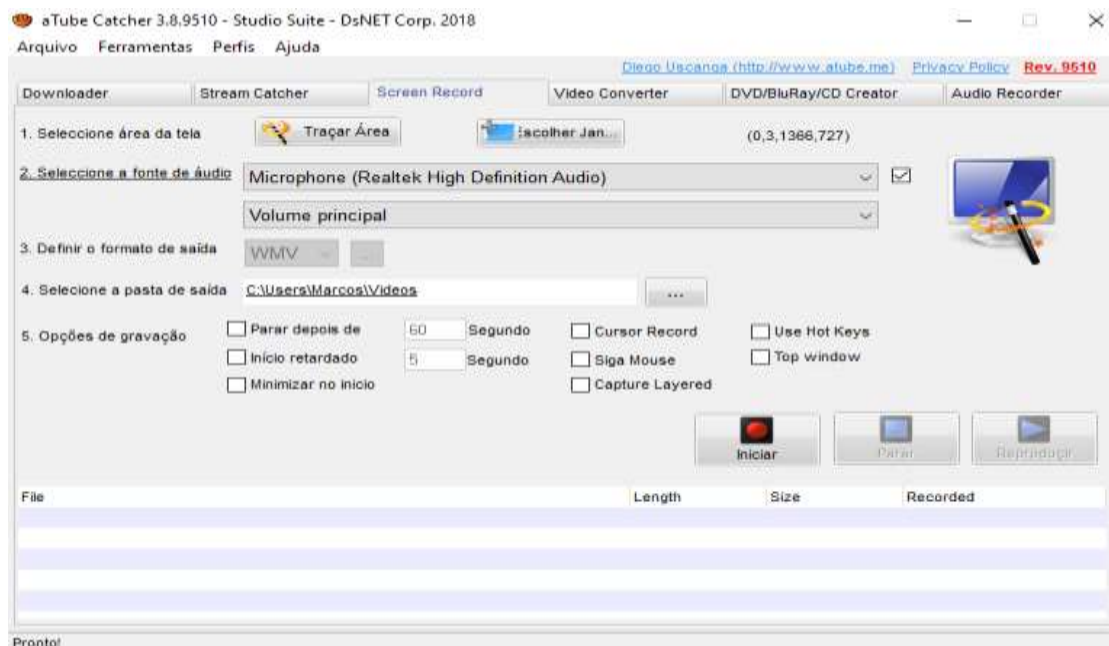 aTube Catcher 3.8.9510 - Studio Suite - DsNET Corp. 2018
Arquivo Ferramentas Perfis Ajuda
Diego Uscanga (http://www.atube.me) Privacy Policy Rev. 9510
Downloader Stream Catcher Screen Record Video Converter DVD/BluRay/CD Creator Audio Recorder
1. Seleccione área da tela Traçar Área Escolher Jan... (0,3,1366,727)
2. Seleccione a fonte de áudio Microphone (Realtek High Definition Audio)
Volume principal
3. Definir o formato de saída WMV ...
4. Selecione a pasta de saída C:\Users\Marcos\Videos ...
5. Opções de gravação Parar depois de 60 Segundo Cursor Record Use Hot Keys
Início retardado 5 Segundo Siga Mouse Top window
Minimizar no inicio Capture Layered
Iniciar Parar Reproduçir
File Length Size Recorded
Pronto!